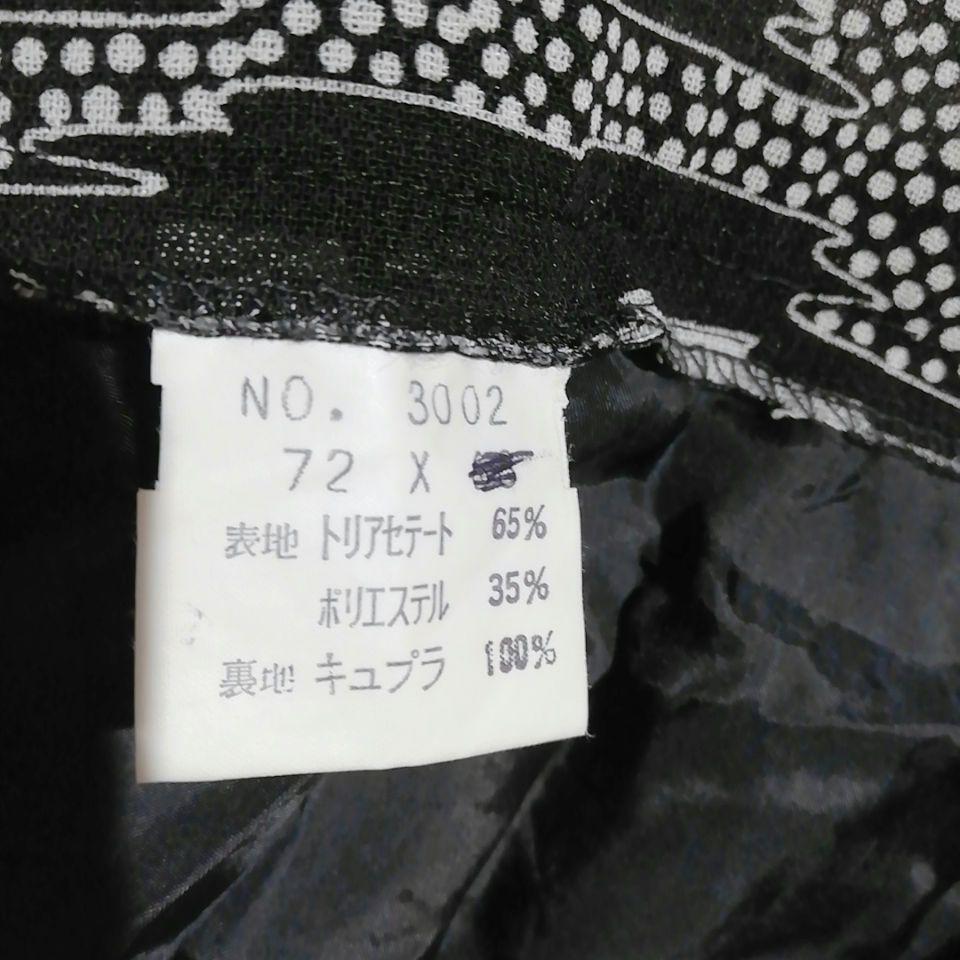 NO. 3002
72 X
表地 トリアセテート 65%
ポリエステル 35%
裏地 キュプラ 100%